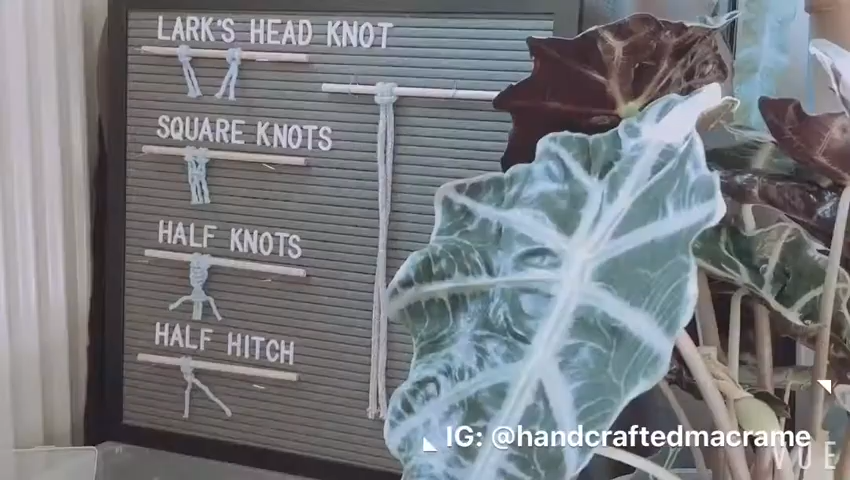 LARK'S HEAD KNOT
SQUARE KNOTS
HALF KNOTS
HALF HITCH
IG: @handcraftedmacrame
VUE